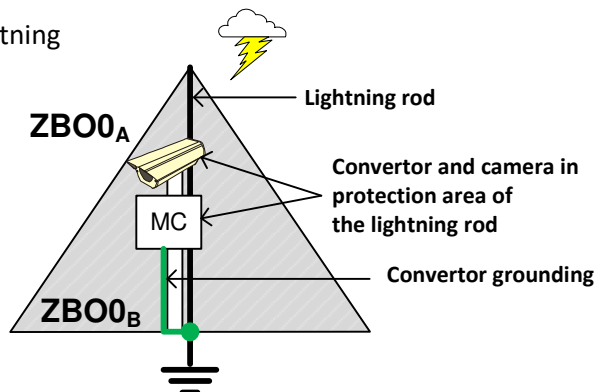 tning
Lightning rod
ZBO0A
Convertor and camera in
protection area of
the lightning rod
MC
Convertor grounding
ZBO0B